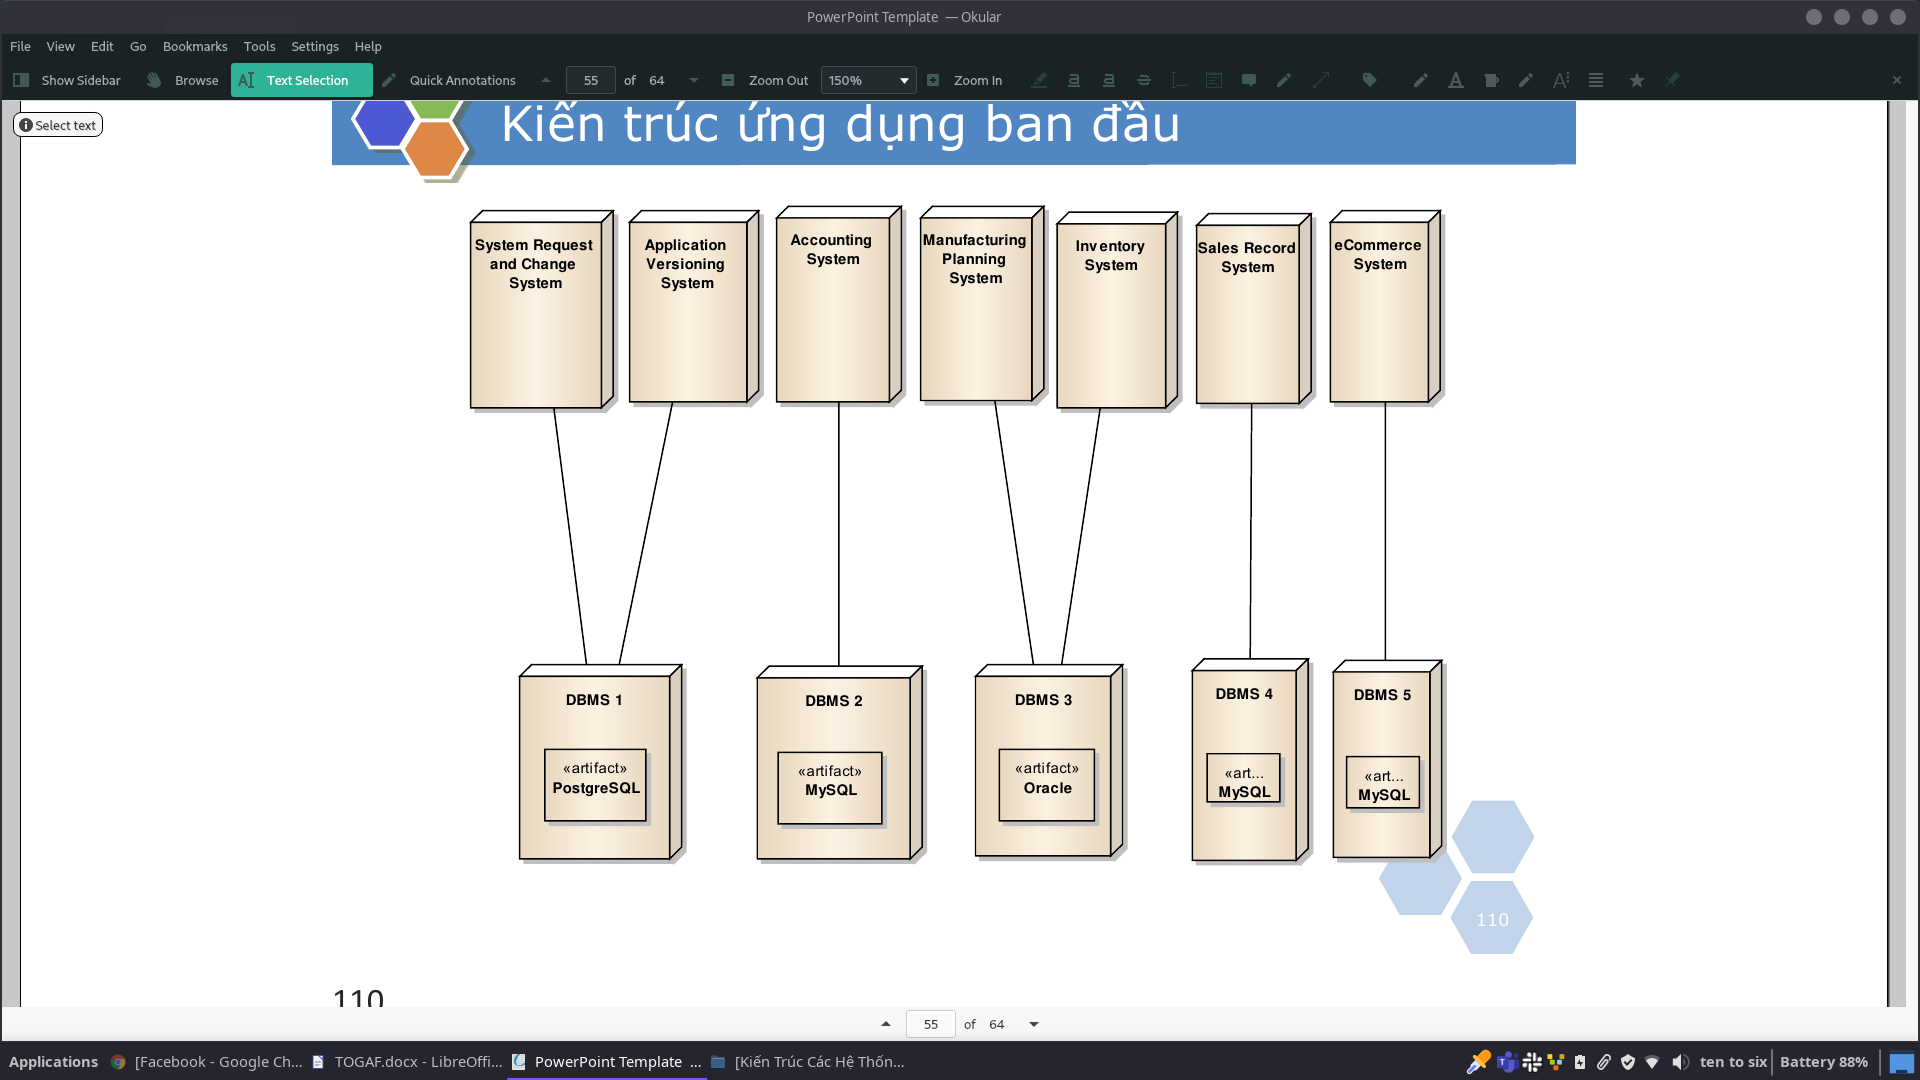 PowerPoint Template — Okular
File View Edit Go Bookmarks Tools Settings Help
Show Sidebar Browse Text Selection Quick Annotations 55 of 64 Zoom Out 150% Zoom In
Select text
Kiến trúc ứng dụng ban đầu
System Request
and Change
System
Application
Versioning
System
Accounting
System
Manufacturing
Planning
System
Inventory
System
Sales Record
System
eCommerce
System
DBMS 1
«artifact»
PostgreSQL
DBMS 2
«artifact»
MySQL
DBMS 3
«artifact»
Oracle
DBMS 4
«art...
MySQL
DBMS 5
«art...
MySQL
110
110
55 of 64
Applications [Facebook - Google Ch... TOGAF.docx - LibreOffi... PowerPoint Template ... [Kiến Trúc Các Hệ Thốn... ten to six Battery 88%